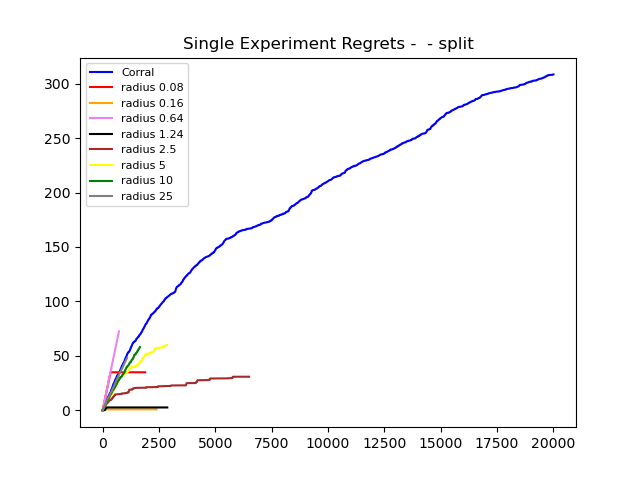 Single Experiment Regrets -  - split
Corral
radius 0.08
radius 0.16
radius 0.64
radius 1.24
radius 2.5
radius 5
radius 10
radius 25
300
250
200
150
100
50
0
0 2500 5000 7500 10000 12500 15000 17500 20000